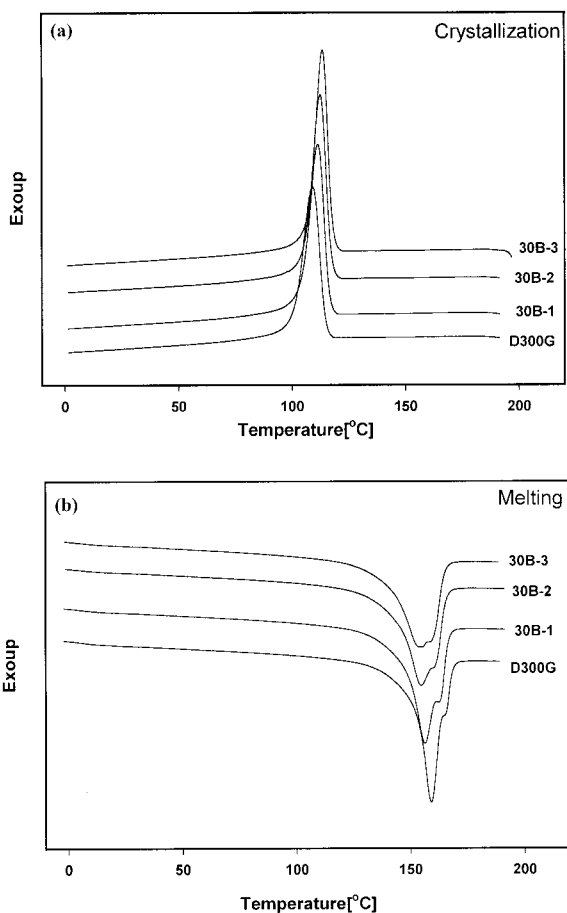 (a)
Crystallization
Exoup
30B-3
30B-2
30B-1
D300G
0 50 100 150 200
Temperature[°C]
(b)
Melting
Exoup
30B-3
30B-2
30B-1
D300G
0 50 100 150 200
Temperature[°C]